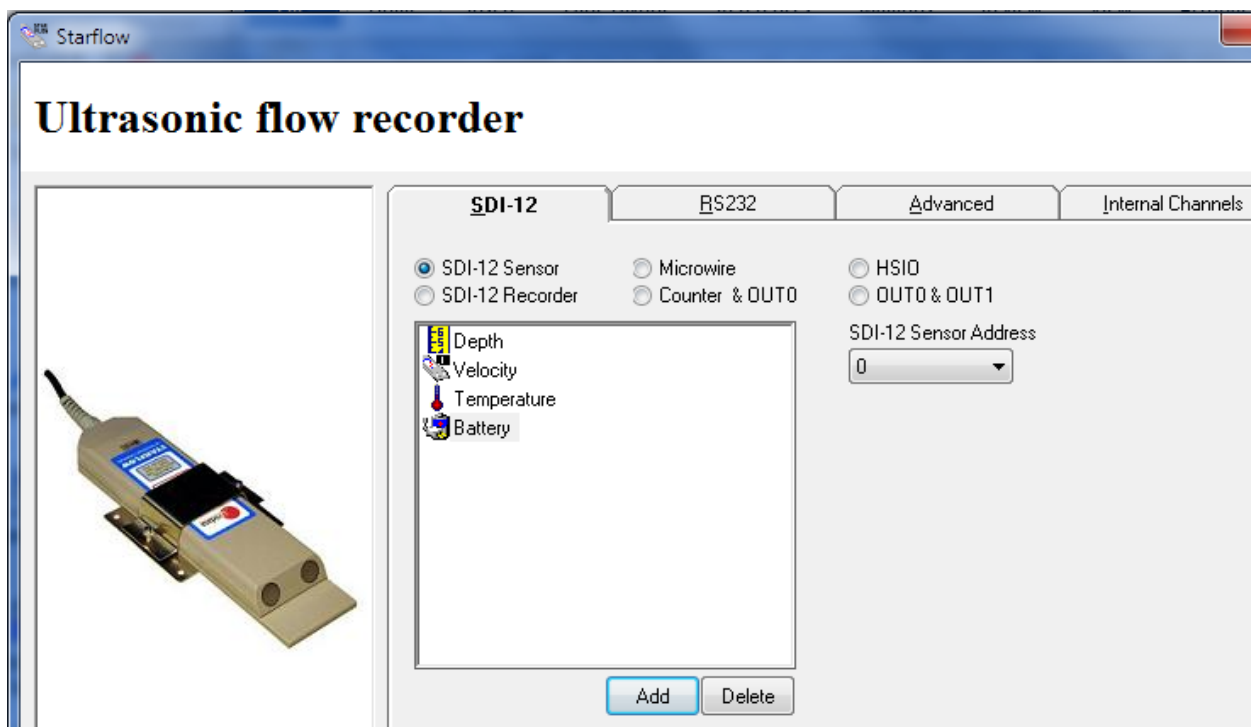 Starflow
Ultrasonic flow recorder
SDI-12 RS232 Advanced Internal Channels
SDI-12 Sensor Microwire HSIO
SDI-12 Recorder Counter & OUT0 OUT0 & OUT1
SDI-12 Sensor Address
0
Depth
Velocity
Temperature
Battery
Add Delete